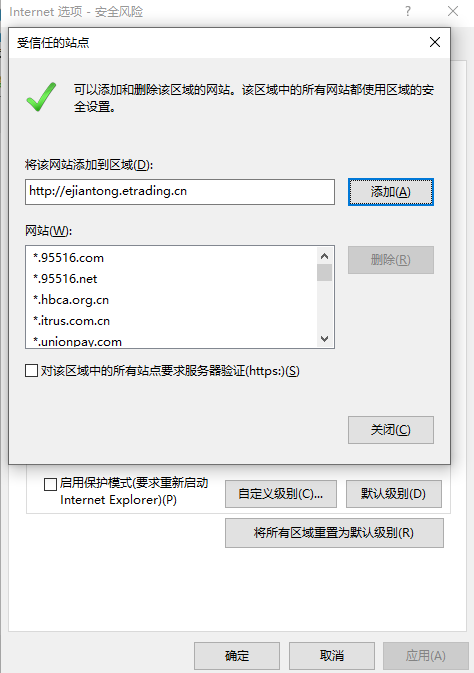 Internet 选项 - 安全风险
?
受信任的站点
可以添加和删除该区域的网站。该区域中的所有网站都使用区域的安
全设置。
将该网站添加到区域(D):
http://ejiantong.etrading.cn
添加(A)
网站(W):
*.95516.com
*.95516.net
*.hbca.org.cn
*.itrus.com.cn
*.unionpay.com
删除(R)
对该区域中的所有站点要求服务器验证(https:)(S)
关闭(C)
启用保护模式(要求重新启动
Internet Explorer)(P)
自定义级别(C)...
默认级别(D)
将所有区域重置为默认级别(R)
确定
取消
应用(A)